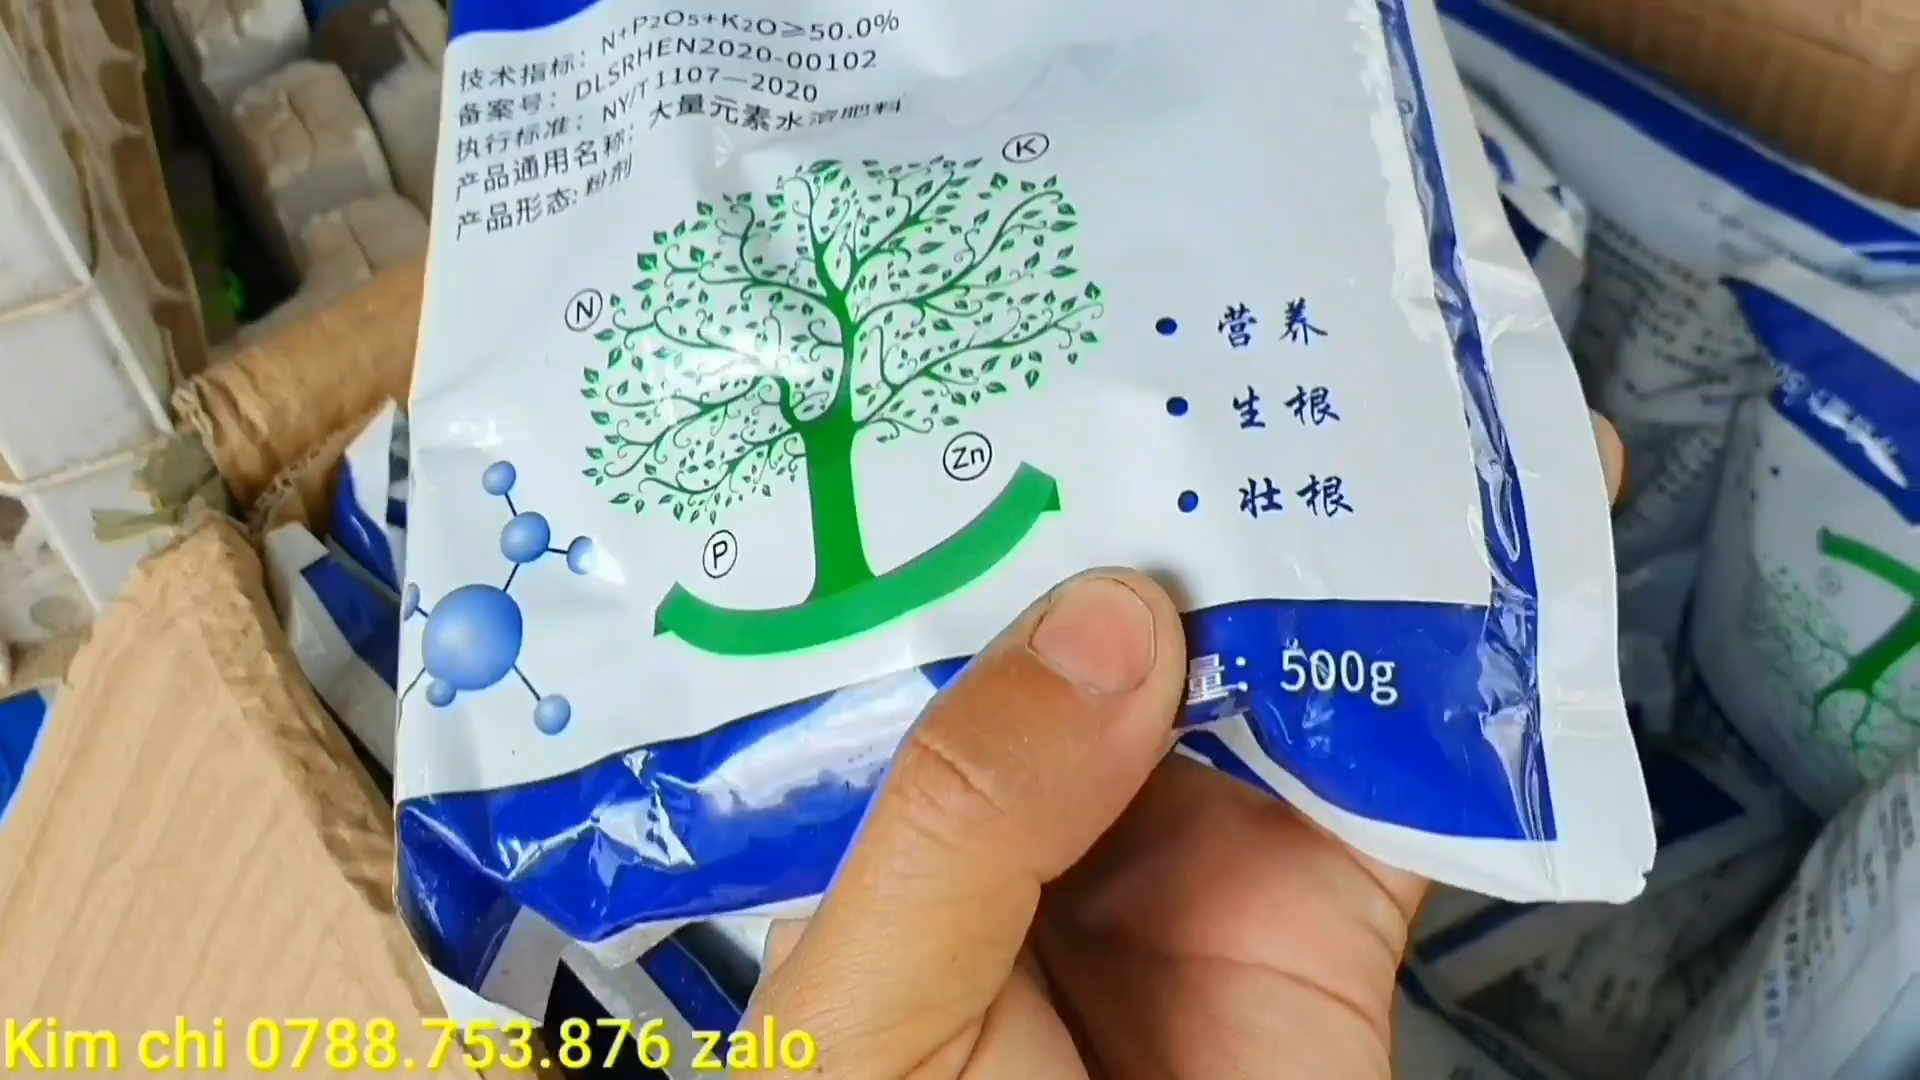 技术指标: N+P₂O₅+K₂O≥50.0%
备案号: DLSRHEN2020-00102
执行标准: NY/T 1107—2020
产品通用名称: 大量元素水溶肥料
产品形态: 粉剂
K
N
• 营养
• 生根
Zn
• 壮根
P
量: 500g
Kim chi 0788.753.876 zalo